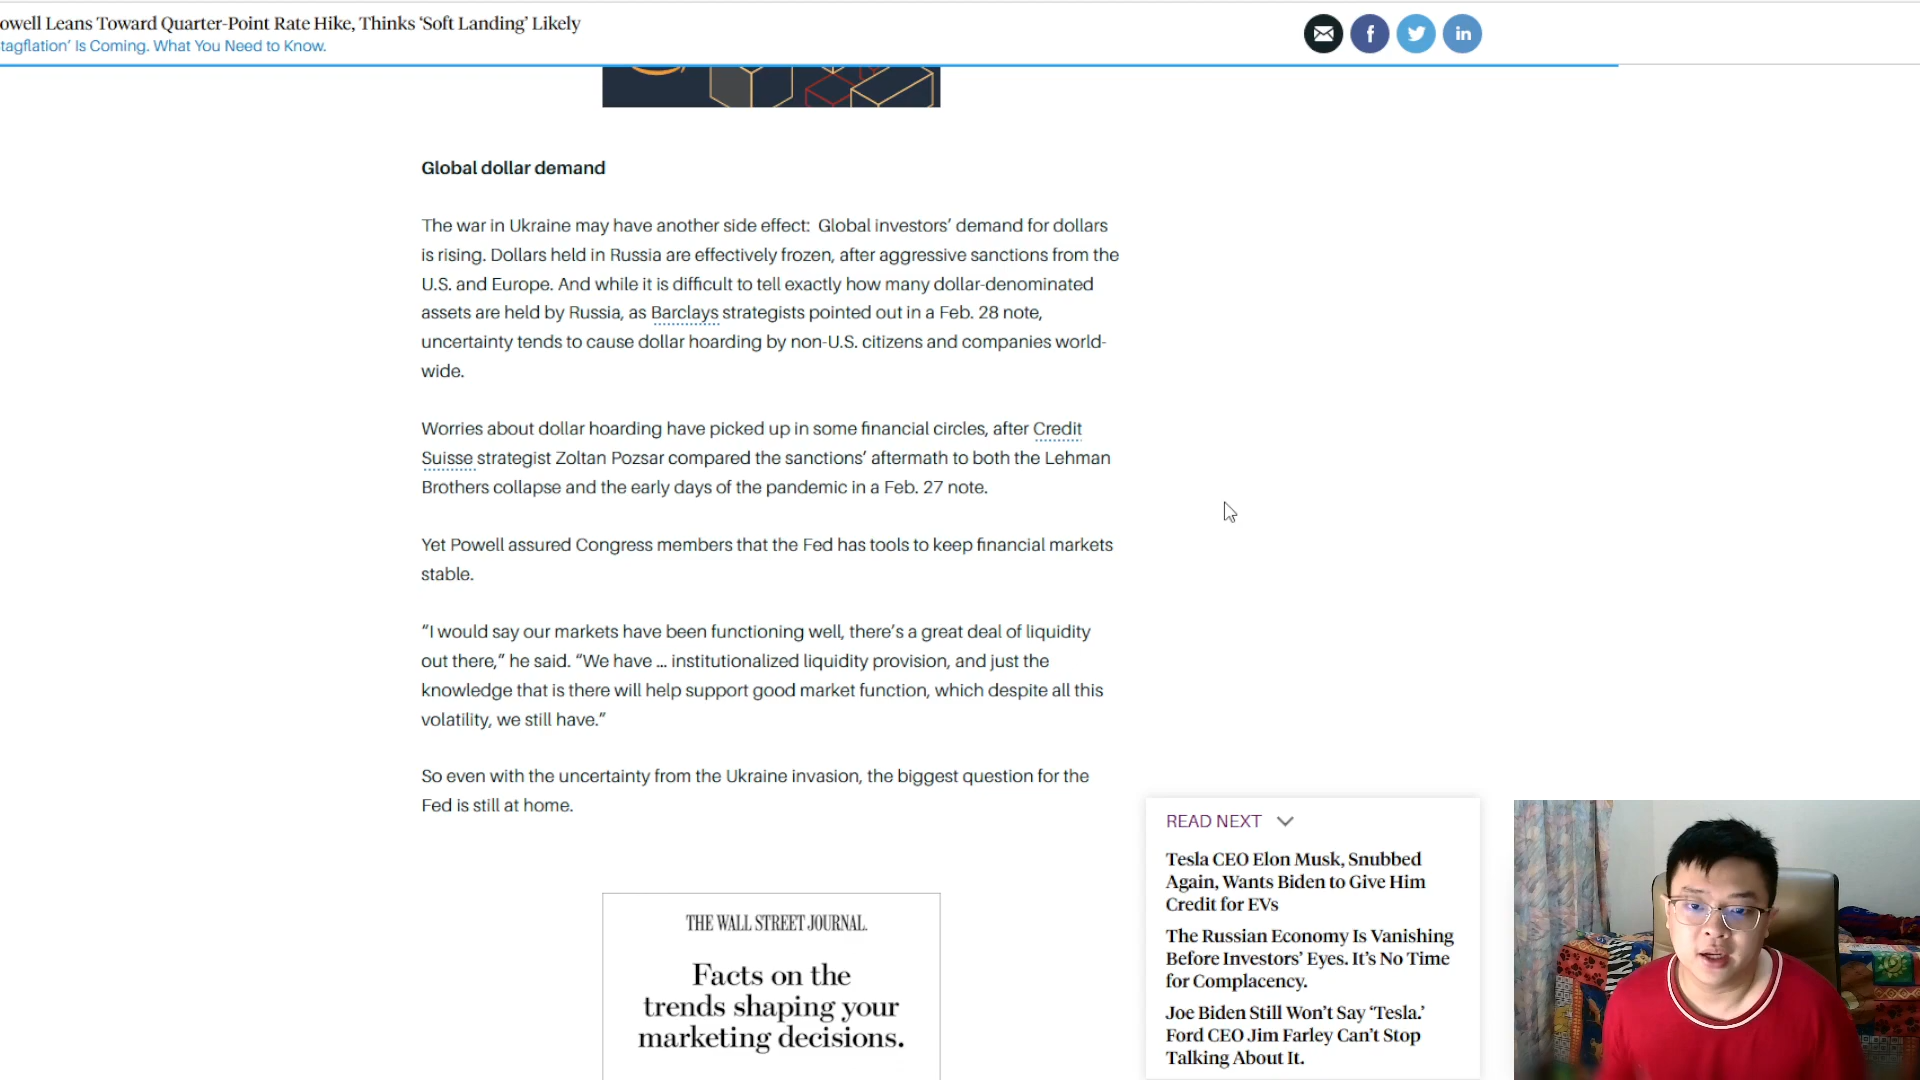 owell Leans Toward Quarter-Point Rate Hike, Thinks ‘Soft Landing’ Likely
tagflation’ Is Coming. What You Need to Know.
f
in
Global dollar demand
The war in Ukraine may have another side effect:  Global investors’ demand for dollars
is rising. Dollars held in Russia are effectively frozen, after aggressive sanctions from the
U.S. and Europe. And while it is difficult to tell exactly how many dollar-denominated
assets are held by Russia, as Barclays strategists pointed out in a Feb. 28 note,
uncertainty tends to cause dollar hoarding by non-U.S. citizens and companies world-
wide.
Worries about dollar hoarding have picked up in some financial circles, after Credit
Suisse strategist Zoltan Pozsar compared the sanctions’ aftermath to both the Lehman
Brothers collapse and the early days of the pandemic in a Feb. 27 note.
Yet Powell assured Congress members that the Fed has tools to keep financial markets
stable.
“I would say our markets have been functioning well, there’s a great deal of liquidity
out there,” he said. “We have ... institutionalized liquidity provision, and just the
knowledge that is there will help support good market function, which despite all this
volatility, we still have.”
So even with the uncertainty from the Ukraine invasion, the biggest question for the
Fed is still at home.
THE WALL STREET JOURNAL.
Facts on the
trends shaping your
marketing decisions.
READ NEXT
Tesla CEO Elon Musk, Snubbed
Again, Wants Biden to Give Him
Credit for EVs
The Russian Economy Is Vanishing
Before Investors’ Eyes. It’s No Time
for Complacency.
Joe Biden Still Won’t Say ‘Tesla.’
Ford CEO Jim Farley Can’t Stop
Talking About It.